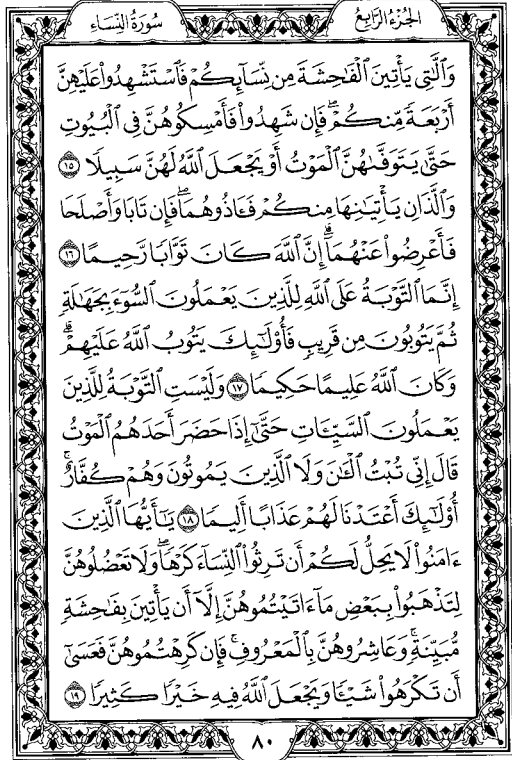 الجزء الرابع
سورة النساء
وَٱلَّٰتِى يَأْتِينَ ٱلْفَٰحِشَةَ مِن نِّسَآئِكُمْ فَٱسْتَشْهِدُوا۟ عَلَيْهِنَّ
أَرْبَعَةً مِّنكُمْ ۖ فَإِن شَهِدُوا۟ فَأَمْسِكُوهُنَّ فِى ٱلْبُيُوتِ
حَتَّىٰ يَتَوَفَّىٰهُنَّ ٱلْمَوْتُ أَوْ يَجْعَلَ ٱللَّهُ لَهُنَّ سَبِيلًا ١٥
وَٱلَّذَانِ يَأْتِيَٰنِهَا مِنكُمْ فَـَٔاذُوهُمَا ۖ فَإِن تَابَا وَأَصْلَحَا
فَأَعْرِضُوا۟ عَنْهُمَآ ۗ إِنَّ ٱللَّهَ كَانَ تَوَّابًا رَّحِيمًا ١٦
إِنَّمَا ٱلتَّوْبَةُ عَلَى ٱللَّهِ لِلَّذِينَ يَعْمَلُونَ ٱلسُّوٓءَ بِجَهَٰلَةٍ
ثُمَّ يَتُوبُونَ مِن قَرِيبٍ فَأُو۟لَٰٓئِكَ يَتُوبُ ٱللَّهُ عَلَيْهِمْ ۗ
وَكَانَ ٱللَّهُ عَلِيمًا حَكِيمًا ١٧ وَلَيْسَتِ ٱلتَّوْبَةُ لِلَّذِينَ
يَعْمَلُونَ ٱلسَّيِّـَٔاتِ حَتَّىٰٓ إِذَا حَضَرَ أَحَدَهُمُ ٱلْمَوْتُ
قَالَ إِنِّى تُبْتُ ٱلْـَٰٔنَ وَلَا ٱلَّذِينَ يَمُوتُونَ وَهُمْ كُفَّارٌ ۚ
أُو۟لَٰٓئِكَ أَعْتَدْنَا لَهُمْ عَذَابًا أَلِيمًا ١٨ يَٰٓأَيُّهَا ٱلَّذِينَ
ءَامَنُوا۟ لَا يَحِلُّ لَكُمْ أَن تَرِثُوا۟ ٱلنِّسَآءَ كَرْهًا ۖ وَلَا تَعْضُلُوهُنَّ
لِتَذْهَبُوا۟ بِبَعْضِ مَآ ءَاتَيْتُمُوهُنَّ إِلَّآ أَن يَأْتِينَ بِفَٰحِشَةٍ
مُّبَيِّنَةٍ ۚ وَعَاشِرُوهُنَّ بِٱلْمَعْرُوفِ ۚ فَإِن كَرِهْتُمُوهُنَّ فَعَسَىٰٓ
أَن تَكْرَهُوا۟ شَيْـًٔا وَيَجْعَلَ ٱللَّهُ فِيهِ خَيْرًا كَثِيرًا ١٩
٨٠